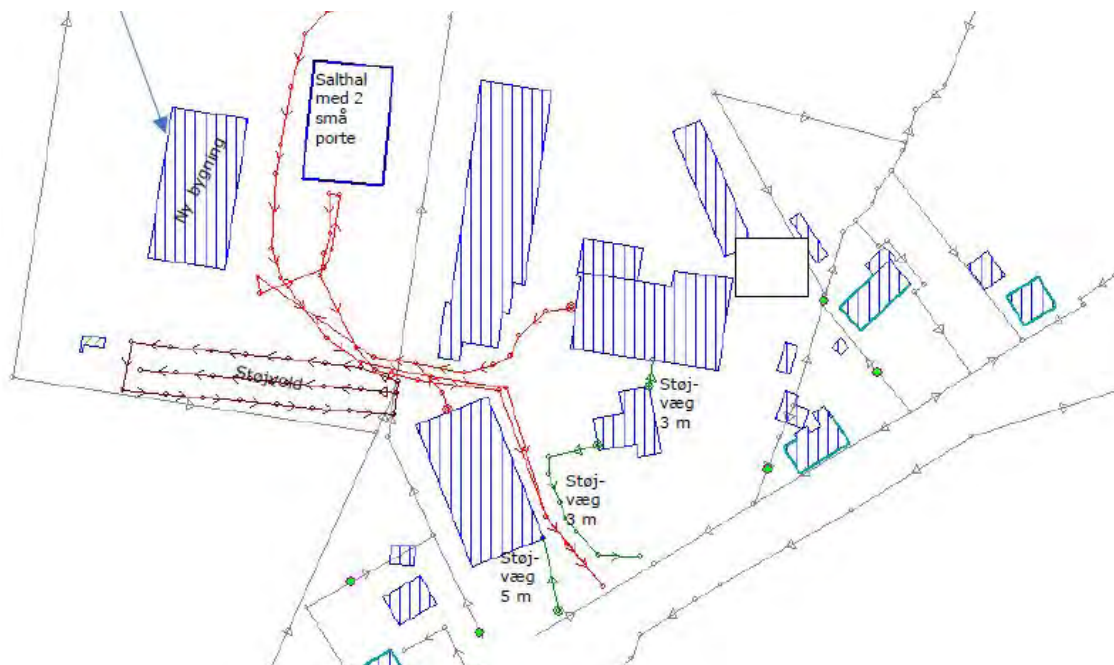 Salthal
med 2
små
porte
Ny bygning
Støjvold
Støj-
væg
3 m
Støj-
væg
3 m
Støj-
væg
5 m